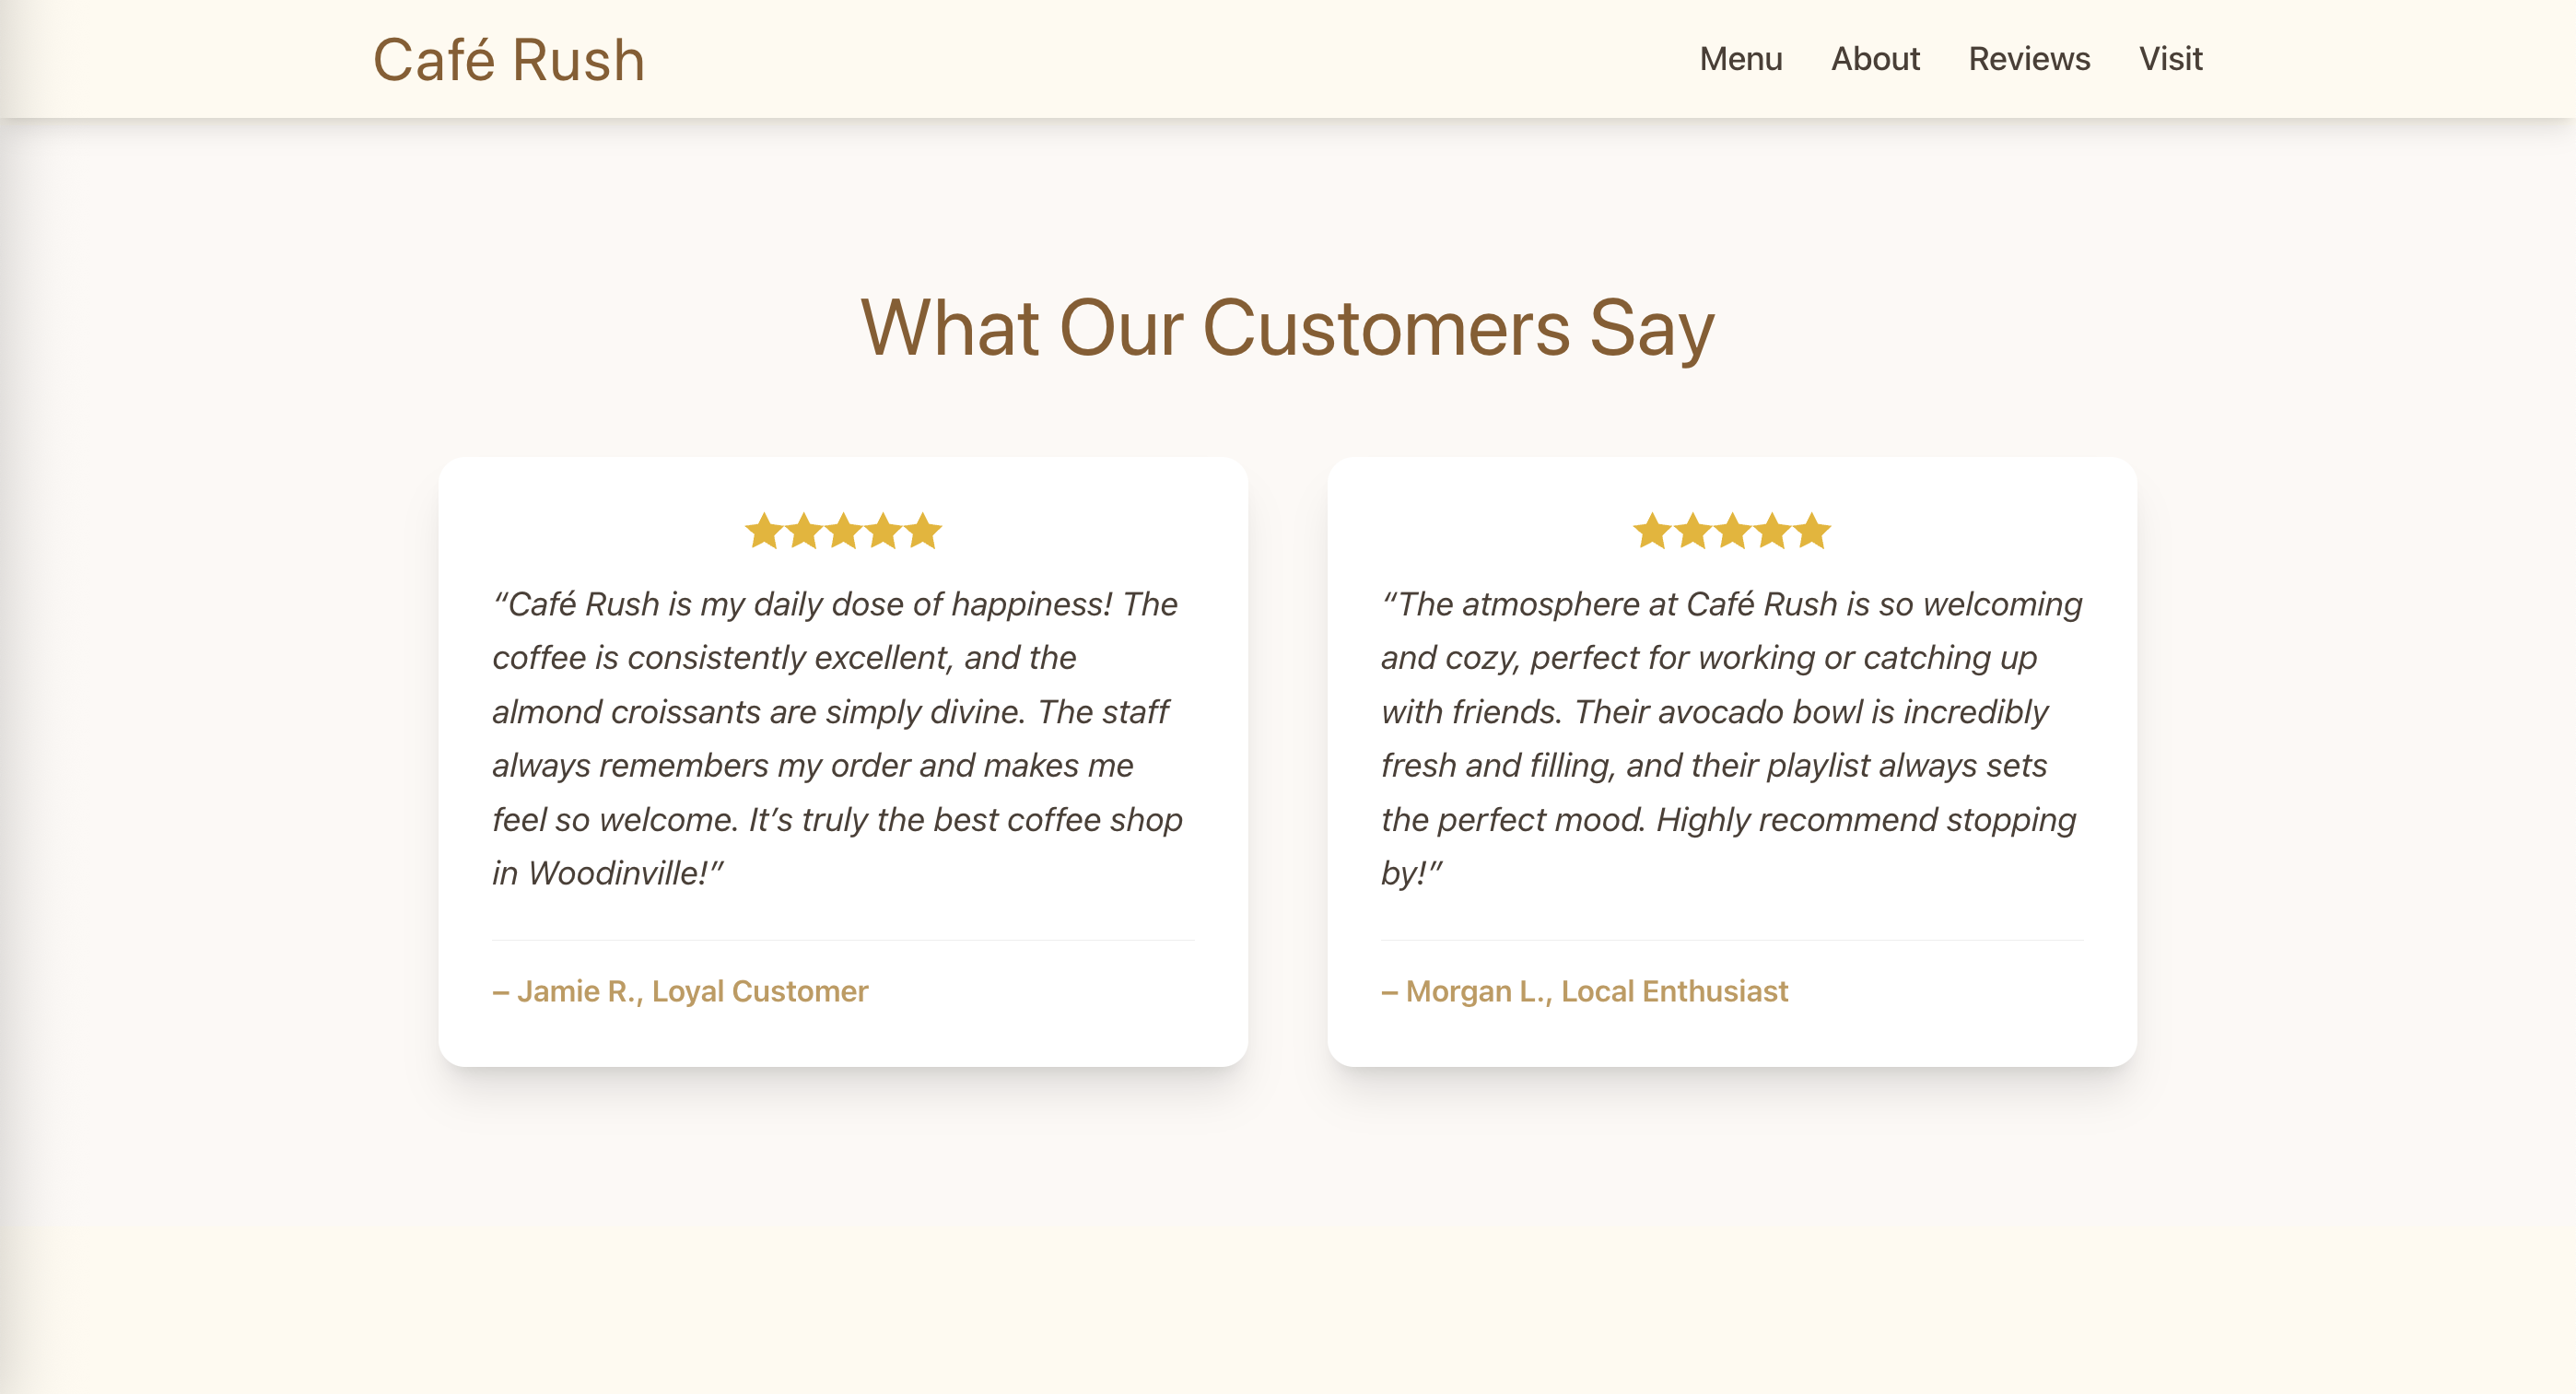 Café Rush
Menu About Reviews Visit
What Our Customers Say
“Café Rush is my daily dose of happiness! The
coffee is consistently excellent, and the
almond croissants are simply divine. The staff
always remembers my order and makes me
feel so welcome. It’s truly the best coffee shop
in Woodinville!”
– Jamie R., Loyal Customer
“The atmosphere at Café Rush is so welcoming
and cozy, perfect for working or catching up
with friends. Their avocado bowl is incredibly
fresh and filling, and their playlist always sets
the perfect mood. Highly recommend stopping
by!”
– Morgan L., Local Enthusiast